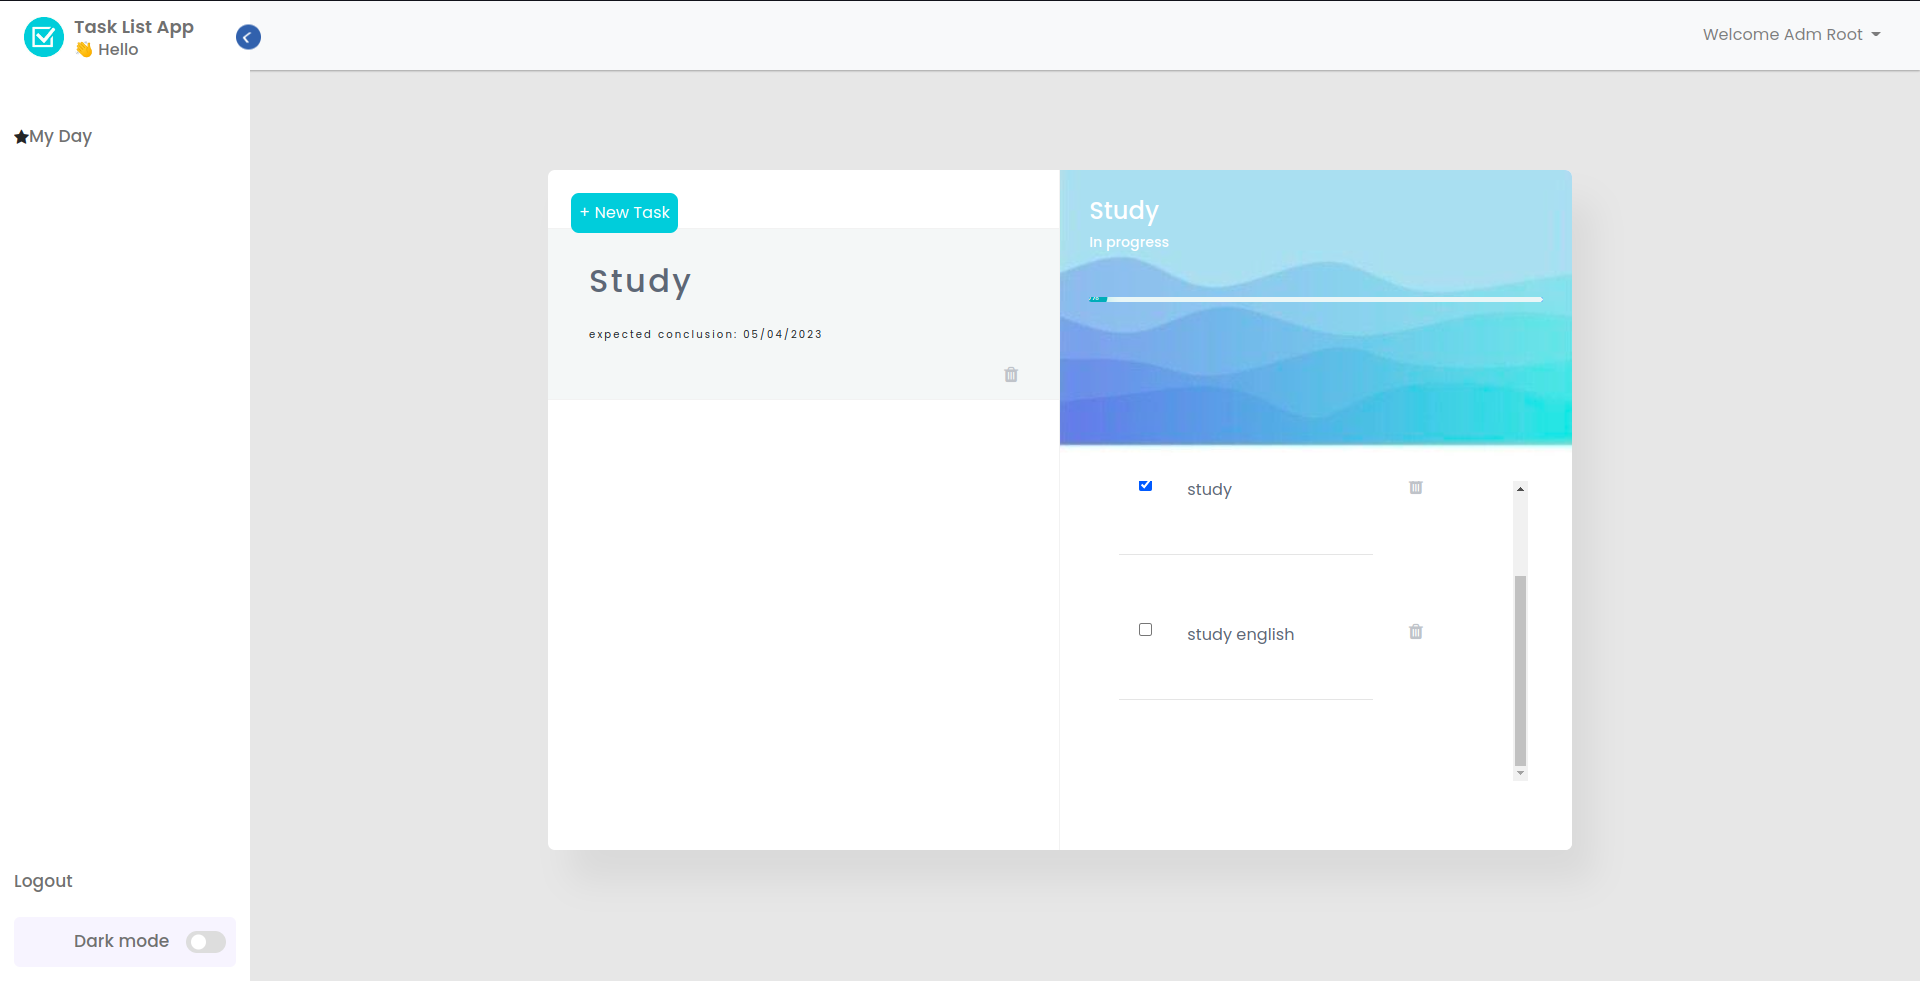 Task List App
👋 Hello
Welcome Adm Root
My Day
+ New Task
Study
expected conclusion: 05/04/2023
Study
In progress
study
study english
Logout
Dark mode